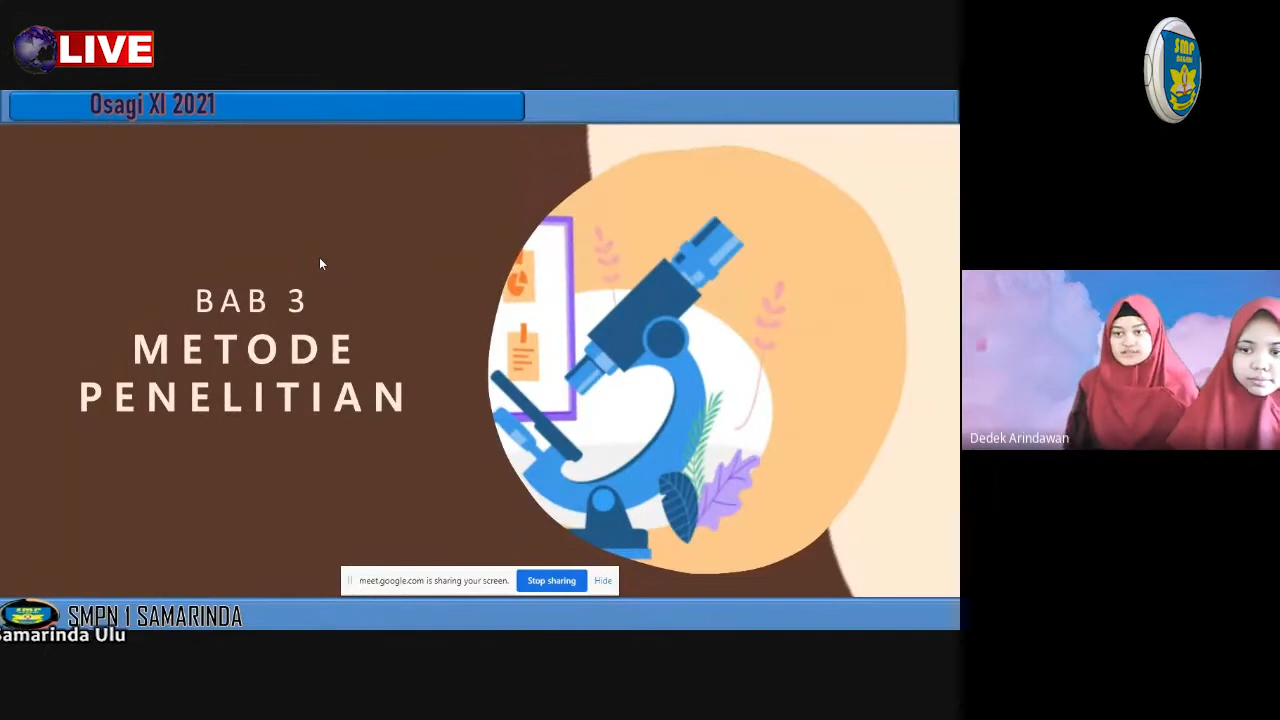 LIVE
Osagi XI 2021
SMP
BAB 3
METODE
PENELITIAN
Dedek Arindawan
meet.google.com is sharing your screen.
Stop sharing
Hide
SMPN 1 SAMARINDA
Samarinda Ulu